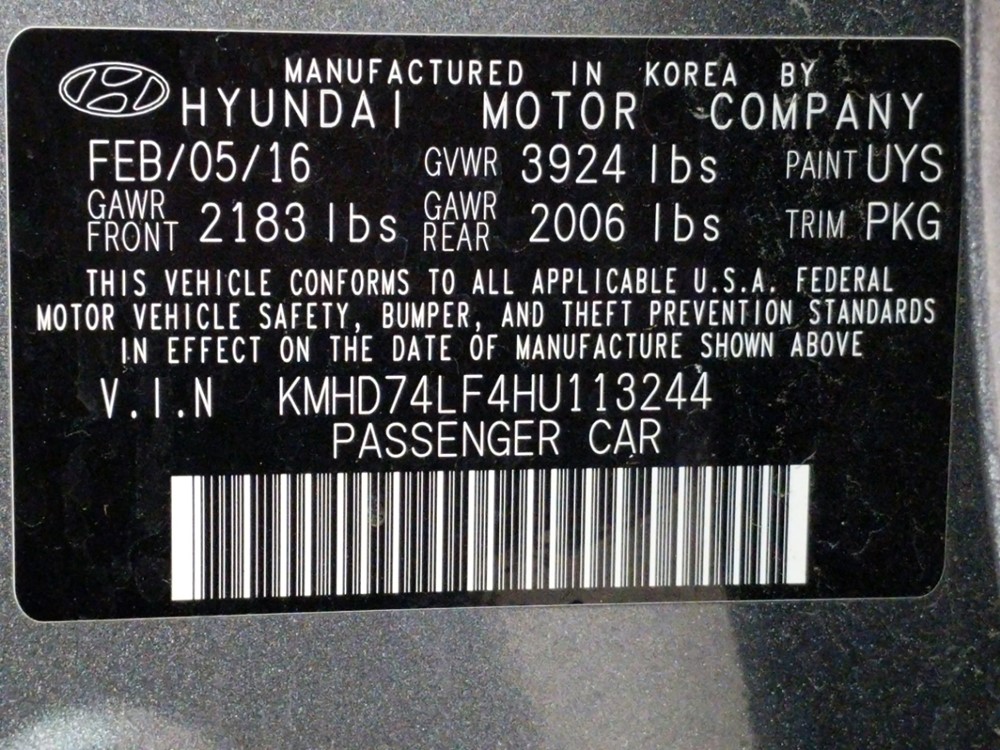 MANUFACTURED IN KOREA BY
HYUNDAI MOTOR COMPANY
FEB/05/16 GVWR 3924 lbs PAINT UYS
GAWR FRONT 2183 lbs GAWR REAR 2006 lbs TRIM PKG
THIS VEHICLE CONFORMS TO ALL APPLICABLE U.S.A. FEDERAL
MOTOR VEHICLE SAFETY, BUMPER, AND THEFT PREVENTION STANDARDS
IN EFFECT ON THE DATE OF MANUFACTURE SHOWN ABOVE
V.I.N KMHD74LF4HU113244
PASSENGER CAR